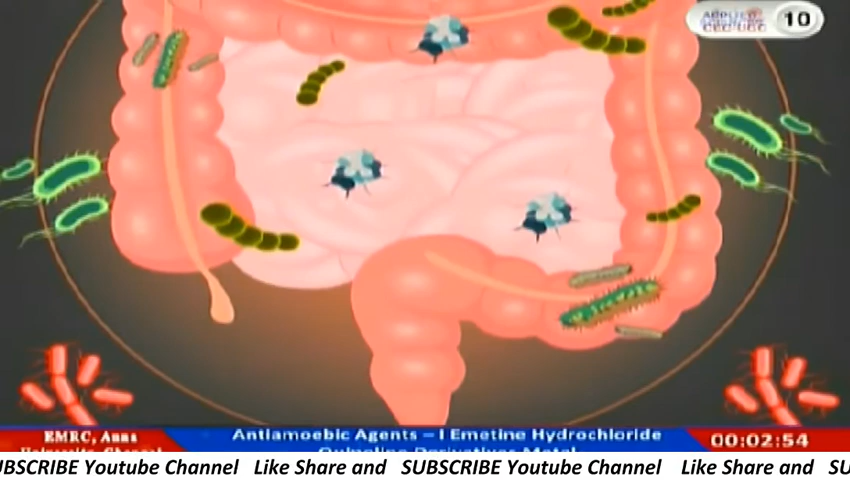 10
EMRC, Anna
Antiamoebic Agents – I Emetine Hydrochloride
00:02:54
UBSCRIBE Youtube Channel Like Share and SUBSCRIBE Youtube Channel Like Share and SU